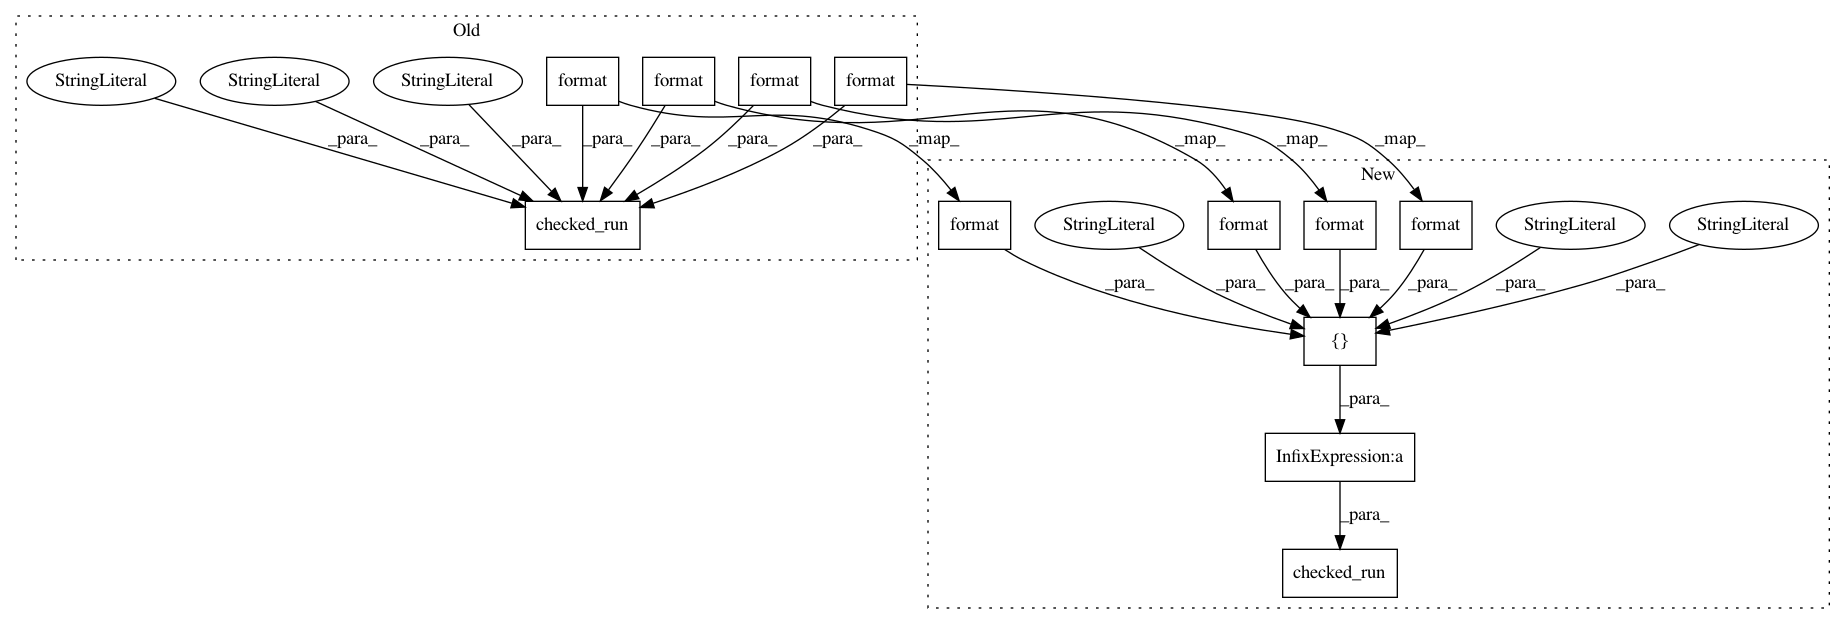 Old
StringLiteral StringLiteral StringLiteral format format format format
_para_ _para_ _para_ _para_ _para_ _para_ _para_ _map_ _map_ _map_ _map_
New
checked_run format StringLiteral format format format StringLiteral StringLiteral
_para_ _para_ _para_ _para_ _para_ _para_ _para_
{}
_para_
InfixExpression:a
_para_
checked_run